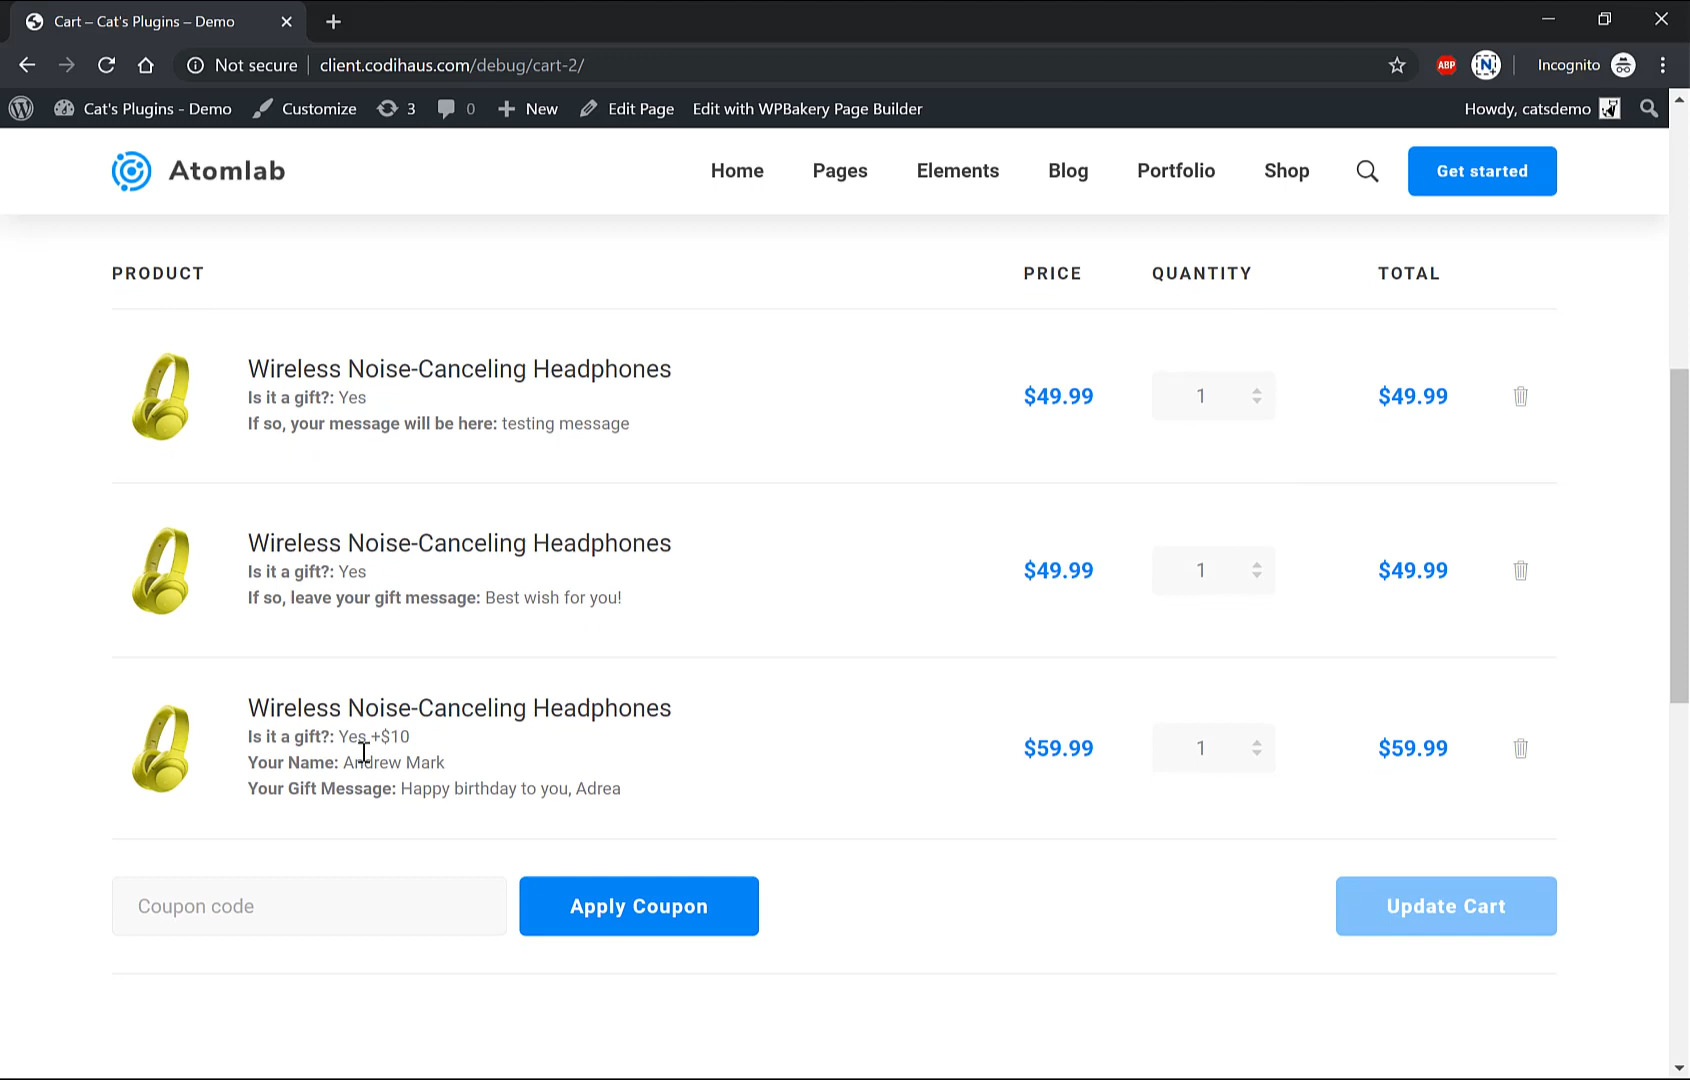 Cart – Cat's Plugins – Demo
Not secure client.codihaus.com/debug/cart-2/
ABP
N
Incognito
Cat's Plugins - Demo Customize 3 0 New Edit Page Edit with WPBakery Page Builder Howdy, catsdemo
Atomlab Home Pages Elements Blog Portfolio Shop Get started
PRODUCT PRICE QUANTITY TOTAL
Wireless Noise-Canceling Headphones
Is it a gift?: Yes
If so, your message will be here: testing message
$49.99 1 $49.99
Wireless Noise-Canceling Headphones
Is it a gift?: Yes
If so, leave your gift message: Best wish for you!
$49.99 1 $49.99
Wireless Noise-Canceling Headphones
Is it a gift?: Yes +$10
Your Name: Andrew Mark
Your Gift Message: Happy birthday to you, Adrea
$59.99 1 $59.99
Coupon code Apply Coupon Update Cart